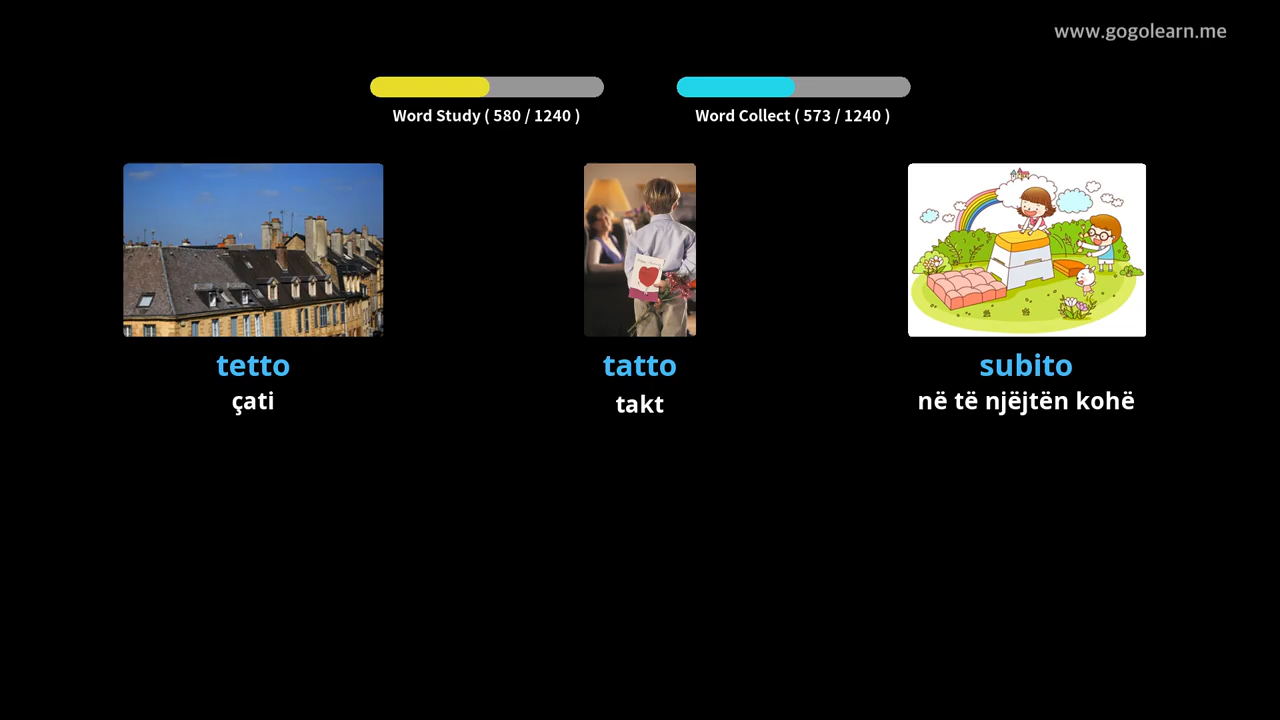 www.gogolearn.me
Word Study ( 580 / 1240 )
Word Collect ( 573 / 1240 )
tetto
çati
tatto
takt
subito
në të njëjtën kohë